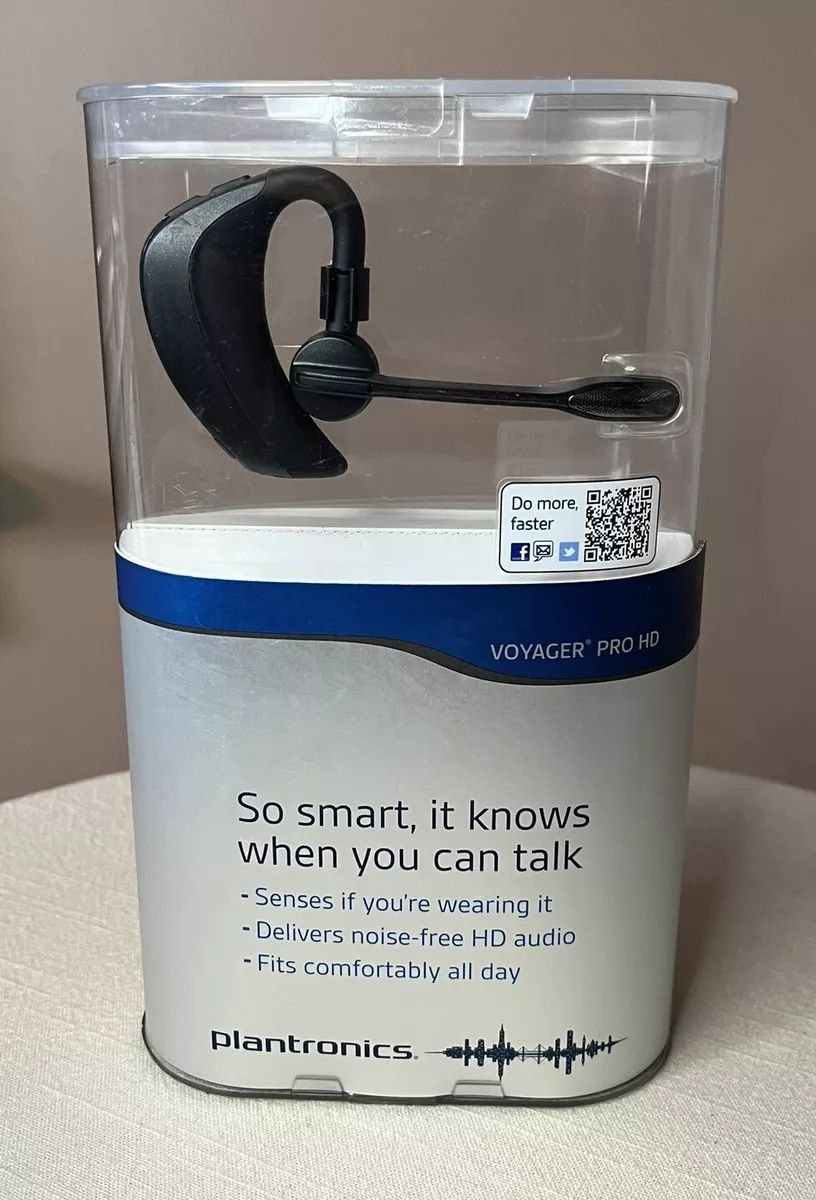 Do more,
faster
VOYAGER® PRO HD
So smart, it knows
when you can talk
- Senses if you're wearing it
- Delivers noise-free HD audio
- Fits comfortably all day
plantronics®